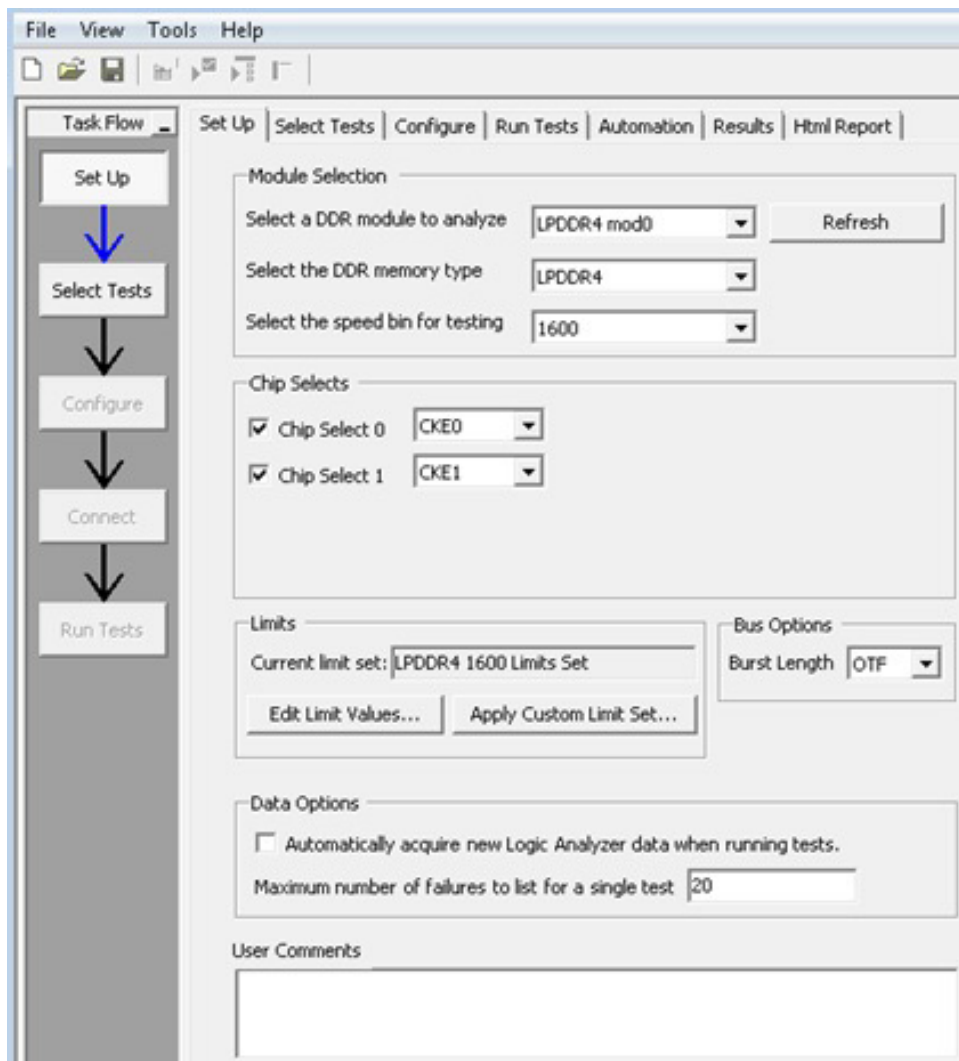 File View Tools Help
Task Flow
Set Up
Select Tests
Configure
Connect
Run Tests
Set Up Select Tests Configure Run Tests Automation Results Html Report
Module Selection
Select a DDR module to analyze LPDDR4 mod0 Refresh
Select the DDR memory type LPDDR4
Select the speed bin for testing 1600
Chip Selects
Chip Select 0 CKE0
Chip Select 1 CKE1
Limits
Current limit set: LPDDR4 1600 Limits Set
Edit Limit Values... Apply Custom Limit Set...
Bus Options
Burst Length OTF
Data Options
Automatically acquire new Logic Analyzer data when running tests.
Maximum number of failures to list for a single test 20
User Comments